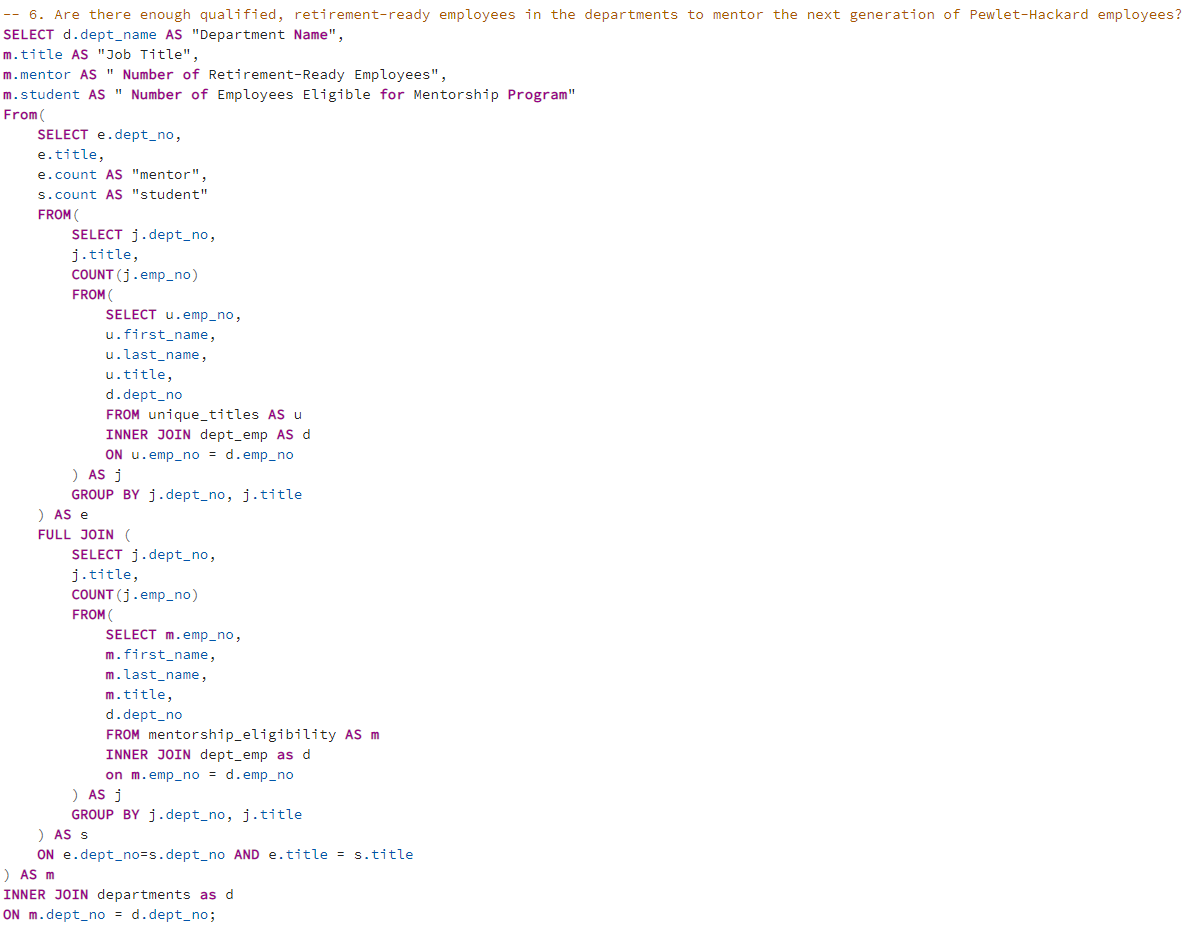 -- 6. Are there enough qualified, retirement-ready employees in the departments to mentor the next generation of Pewlet-Hackard employees?
SELECT d.dept_name AS "Department Name",
m.title AS "Job Title",
m.mentor AS " Number of Retirement-Ready Employees",
m.student AS " Number of Employees Eligible for Mentorship Program"
From(
    SELECT e.dept_no,
    e.title,
    e.count AS "mentor",
    s.count AS "student"
    FROM(
        SELECT j.dept_no,
        j.title,
        COUNT(j.emp_no)
        FROM(
            SELECT u.emp_no,
            u.first_name,
            u.last_name,
            u.title,
            d.dept_no
            FROM unique_titles AS u
            INNER JOIN dept_emp AS d
            ON u.emp_no = d.emp_no
        ) AS j
        GROUP BY j.dept_no, j.title
    ) AS e
    FULL JOIN (
        SELECT j.dept_no,
        j.title,
        COUNT(j.emp_no)
        FROM(
            SELECT m.emp_no,
            m.first_name,
            m.last_name,
            m.title,
            d.dept_no
            FROM mentorship_eligibility AS m
            INNER JOIN dept_emp as d
            on m.emp_no = d.emp_no
        ) AS j
        GROUP BY j.dept_no, j.title
    ) AS s
    ON e.dept_no=s.dept_no AND e.title = s.title
) AS m
INNER JOIN departments as d
ON m.dept_no = d.dept_no;